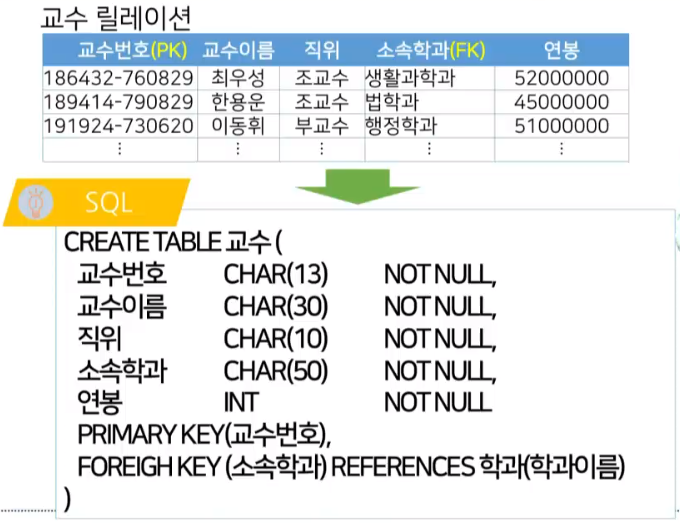 교수 릴레이션
교수번호(PK) 교수이름 직위 소속학과(FK) 연봉
186432-760829 최우성 조교수 생활과학과 52000000
189414-790829 한용운 조교수 법학과 45000000
191924-730620 이동휘 부교수 행정학과 51000000
⋮ ⋮ ⋮ ⋮ ⋮
SQL
CREATE TABLE 교수 (
교수번호 CHAR(13) NOT NULL,
교수이름 CHAR(30) NOT NULL,
직위 CHAR(10) NOT NULL,
소속학과 CHAR(50) NOT NULL,
연봉 INT NOT NULL
PRIMARY KEY(교수번호),
FOREIGH KEY (소속학과) REFERENCES 학과(학과이름)
)